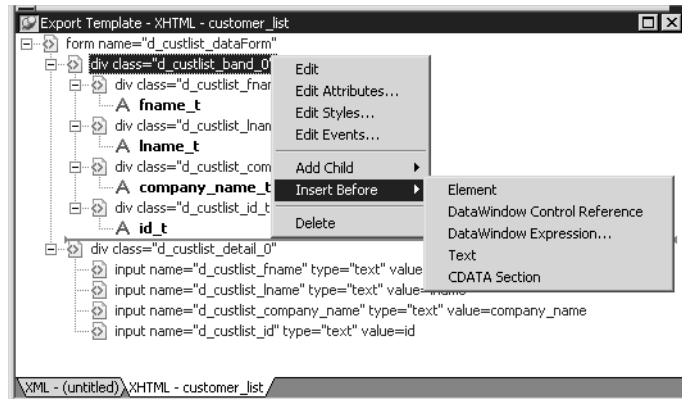 Export Template - XHTML - customer_list
form name="d_custlist_dataForm"
div class="d_custlist_band_0"
div class="d_custlist_fnar
A fname_t
div class="d_custlist_lnan
A lname_t
div class="d_custlist_com
A company_name_t
div class="d_custlist_id_t
A id_t
div class="d_custlist_detail_0"
input name="d_custlist_fname" type="text" value
input name="d_custlist_lname" type="text" value=lname
input name="d_custlist_company_name" type="text" value=company_name
input name="d_custlist_id" type="text" value=id
Edit
Edit Attributes...
Edit Styles...
Edit Events...
Add Child
Insert Before
Delete
Element
DataWindow Control Reference
DataWindow Expression...
Text
CDATA Section
XML - (untitled)
XHTML - customer_list